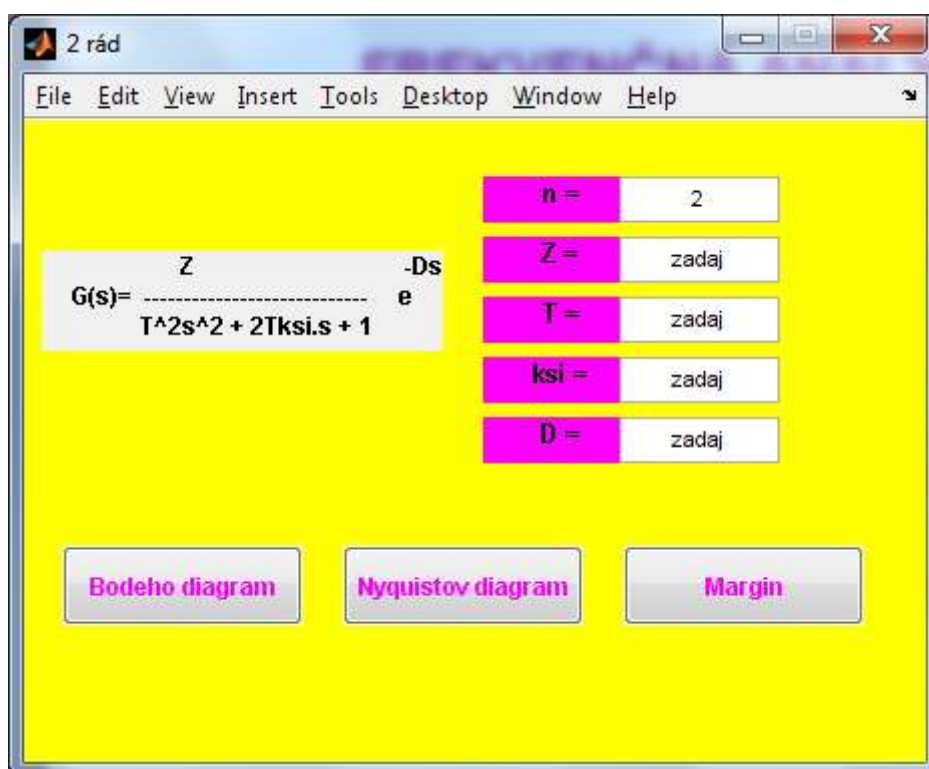 2 rád
FREKVENČNÁ
File Edit View Insert Tools Desktop Window Help
n = 2
Z = zadaj
T = zadaj
ksi = zadaj
D = zadaj
Z -Ds
G(s)= ---------------------------- e
T^2s^2 + 2Tksi.s + 1
Bodeho diagram Nyquistov diagram Margin